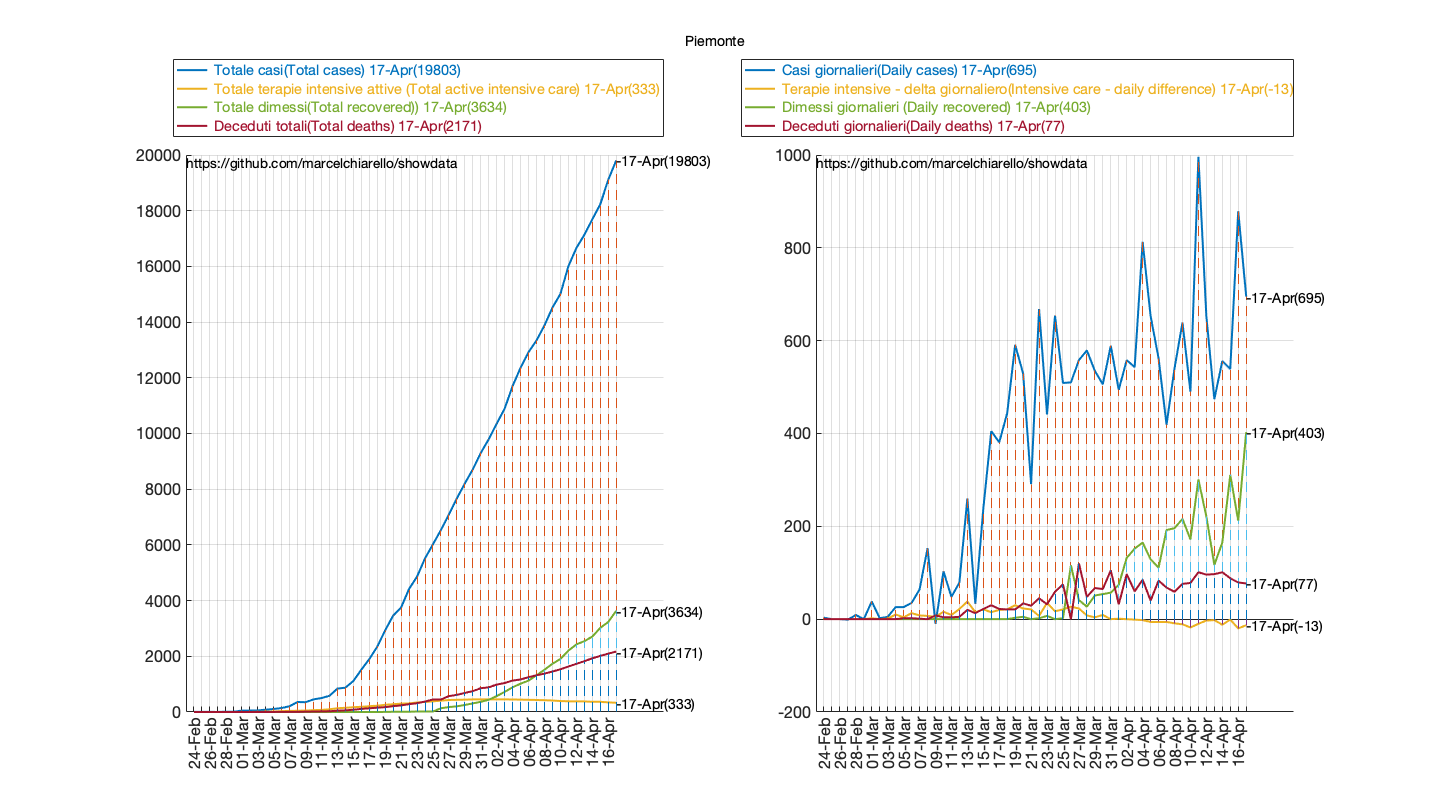 Piemonte
Totale casi(Total cases) 17-Apr(19803)
Totale terapie intensive attive (Total active intensive care) 17-Apr(333)
Totale dimessi(Total recovered)) 17-Apr(3634)
Deceduti totali(Total deaths) 17-Apr(2171)
https://github.com/marcelchiarello/showdata
20000
18000
16000
14000
12000
10000
8000
6000
4000
2000
0
17-Apr(19803)
17-Apr(3634)
17-Apr(2171)
17-Apr(333)
24-Feb
26-Feb
28-Feb
01-Mar
03-Mar
05-Mar
07-Mar
09-Mar
11-Mar
13-Mar
15-Mar
17-Mar
19-Mar
21-Mar
23-Mar
25-Mar
27-Mar
29-Mar
31-Mar
02-Apr
04-Apr
06-Apr
08-Apr
10-Apr
12-Apr
14-Apr
16-Apr
Casi giornalieri(Daily cases) 17-Apr(695)
Terapie intensive - delta giornaliero(Intensive care - daily difference) 17-Apr(-13)
Dimessi giornalieri (Daily recovered) 17-Apr(403)
Deceduti giornalieri(Daily deaths) 17-Apr(77)
https://github.com/marcelchiarello/showdata
1000
800
600
400
200
0
-200
17-Apr(695)
17-Apr(403)
17-Apr(77)
17-Apr(-13)
24-Feb
26-Feb
28-Feb
01-Mar
03-Mar
05-Mar
07-Mar
09-Mar
11-Mar
13-Mar
15-Mar
17-Mar
19-Mar
21-Mar
23-Mar
25-Mar
27-Mar
29-Mar
31-Mar
02-Apr
04-Apr
06-Apr
08-Apr
10-Apr
12-Apr
14-Apr
16-Apr